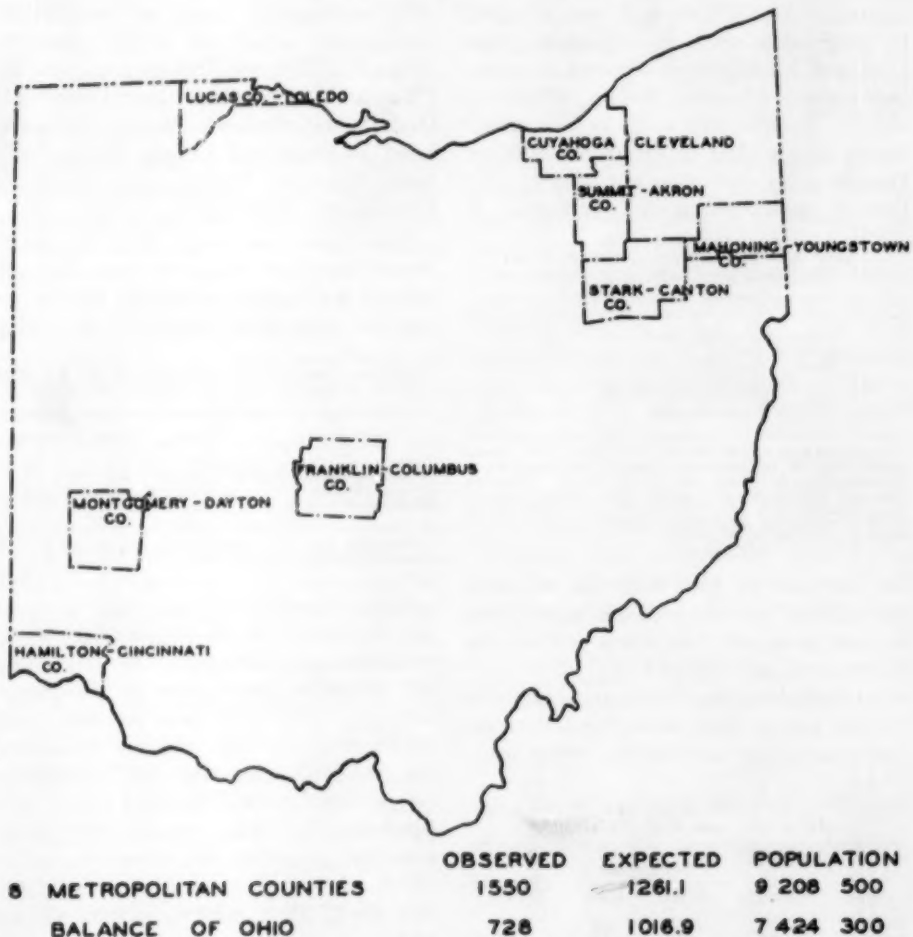 LUCAS CO. - TOLEDO
CUYAHOGA CO.
CLEVELAND
SUMMIT - AKRON
CO.
MAHONING - YOUNGSTOWN
CO.
STARK - CANTON
CO.
FRANKLIN - COLUMBUS
CO.
MONTGOMERY - DAYTON
CO.
HAMILTON - CINCINNATI
CO.
OBSERVED EXPECTED POPULATION
8 METROPOLITAN COUNTIES 1550 1261.1 9 208 500
BALANCE OF OHIO 728 1016.9 7 424 300